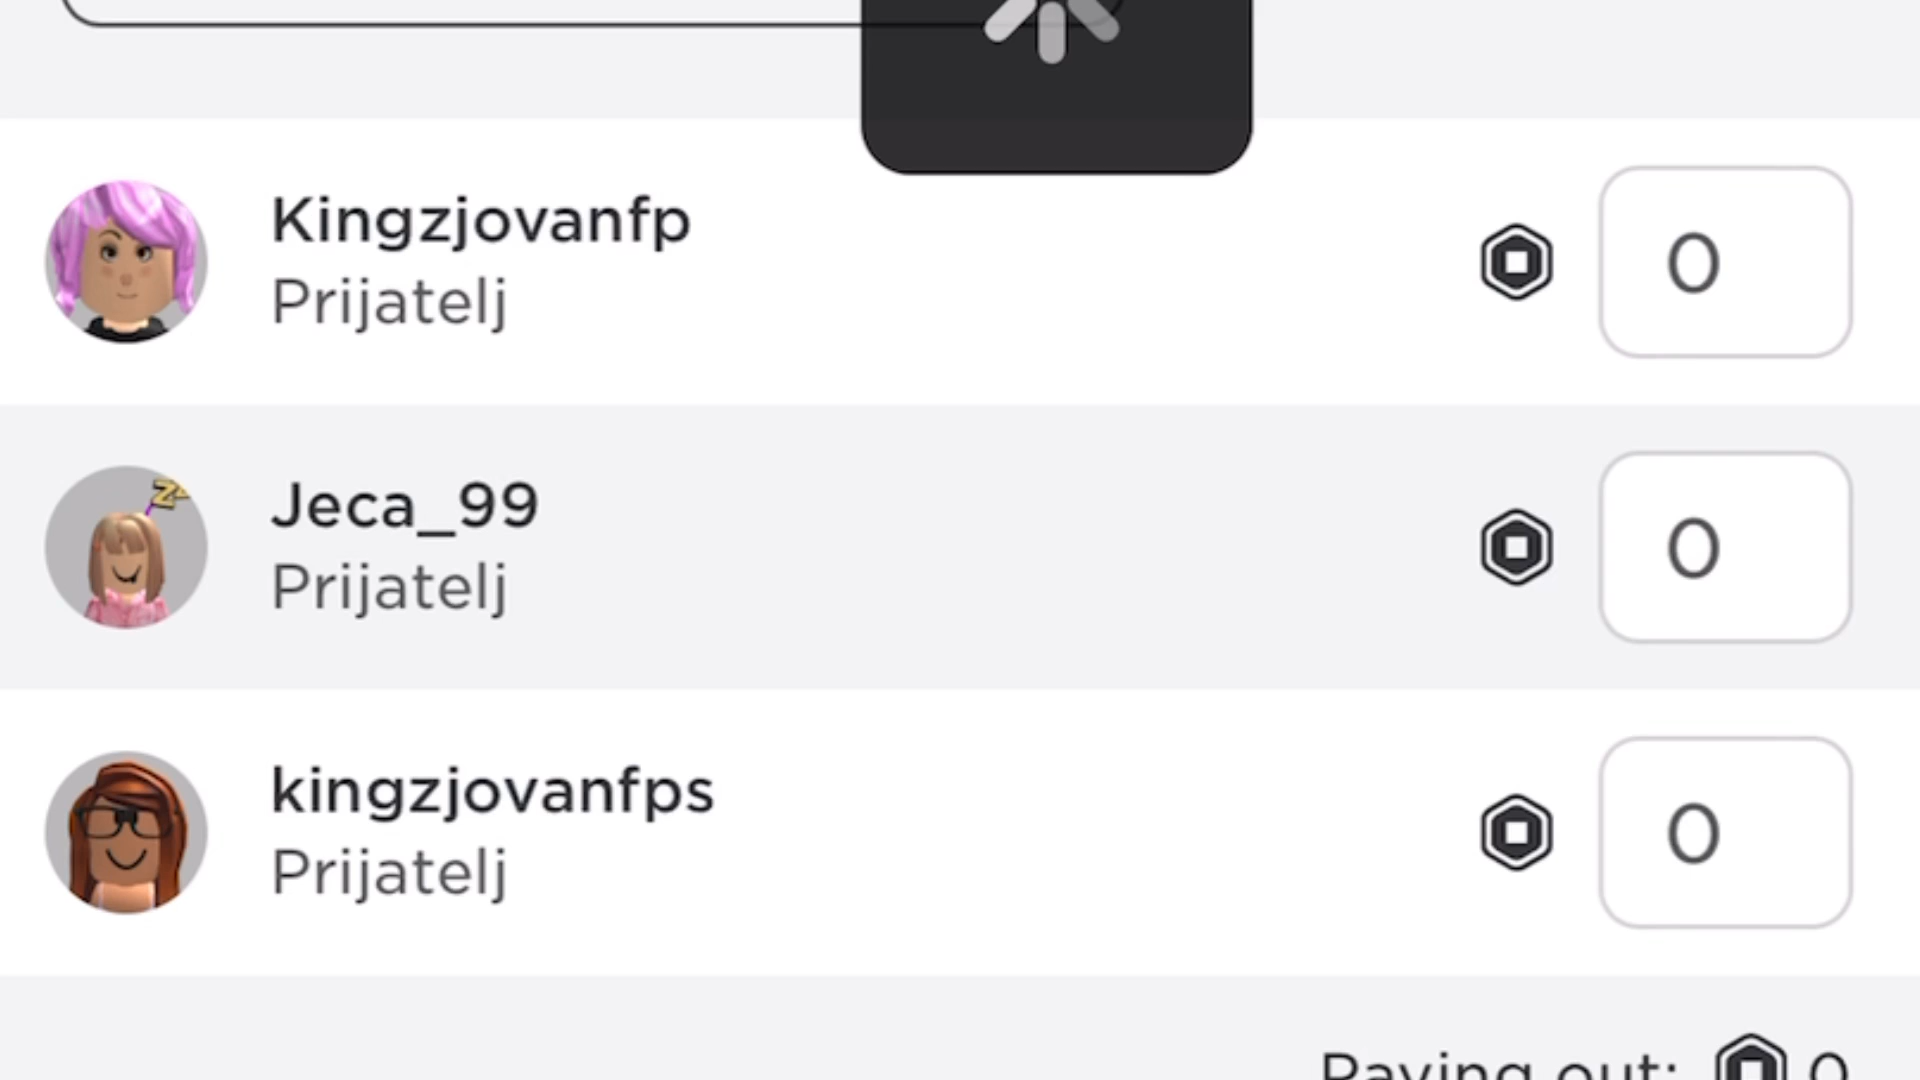 Kingzjovanfp
Prijatelj
0
Jeca_99
Prijatelj
0
kingzjovanfps
Prijatelj
0
Paying out: 0